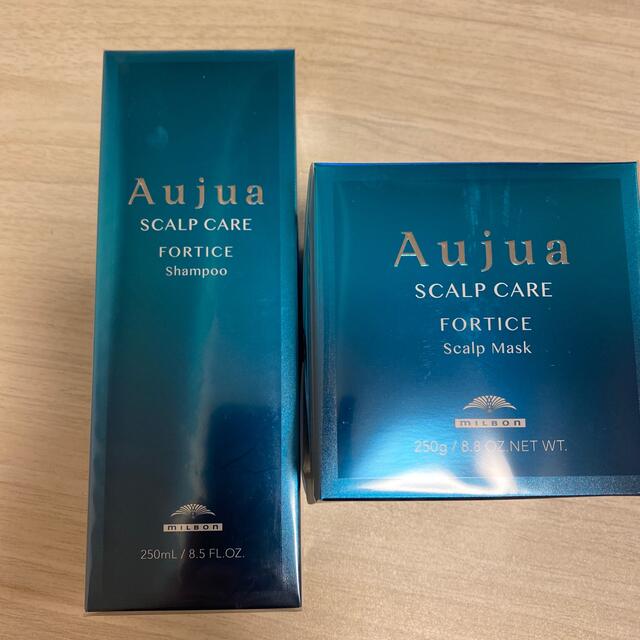 Aujua
SCALP CARE
FORTICE
Shampoo
MILBON
250mL / 8.5 FL.OZ.
Aujua
SCALP CARE
FORTICE
Scalp Mask
MILBON
250g / 8.8 OZ.NET WT.